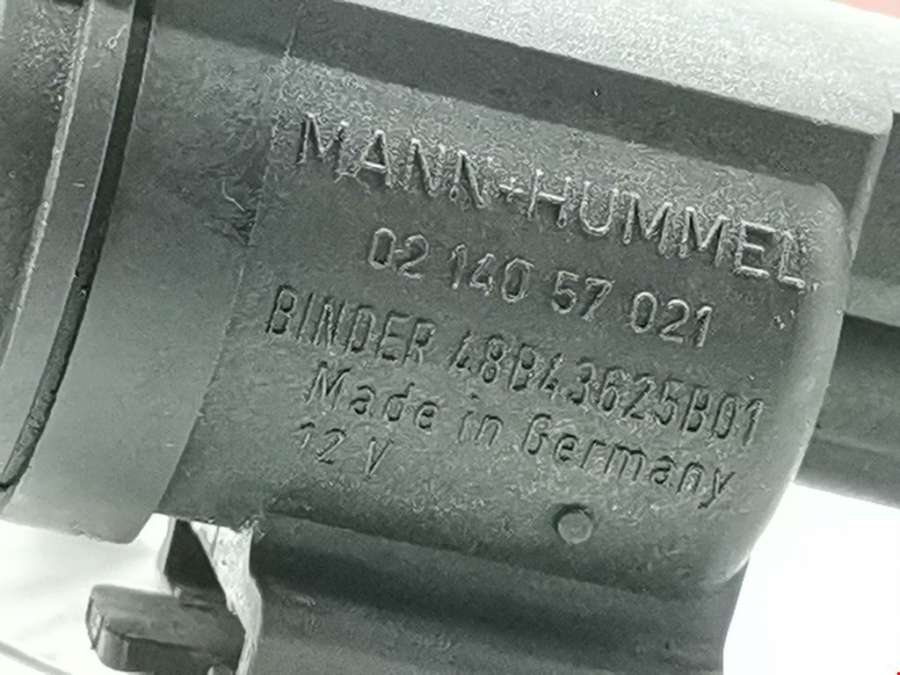 MANN+HUMMEL
02 140 57 021
BINDER 48B43625B01
Made in Germany
12 V